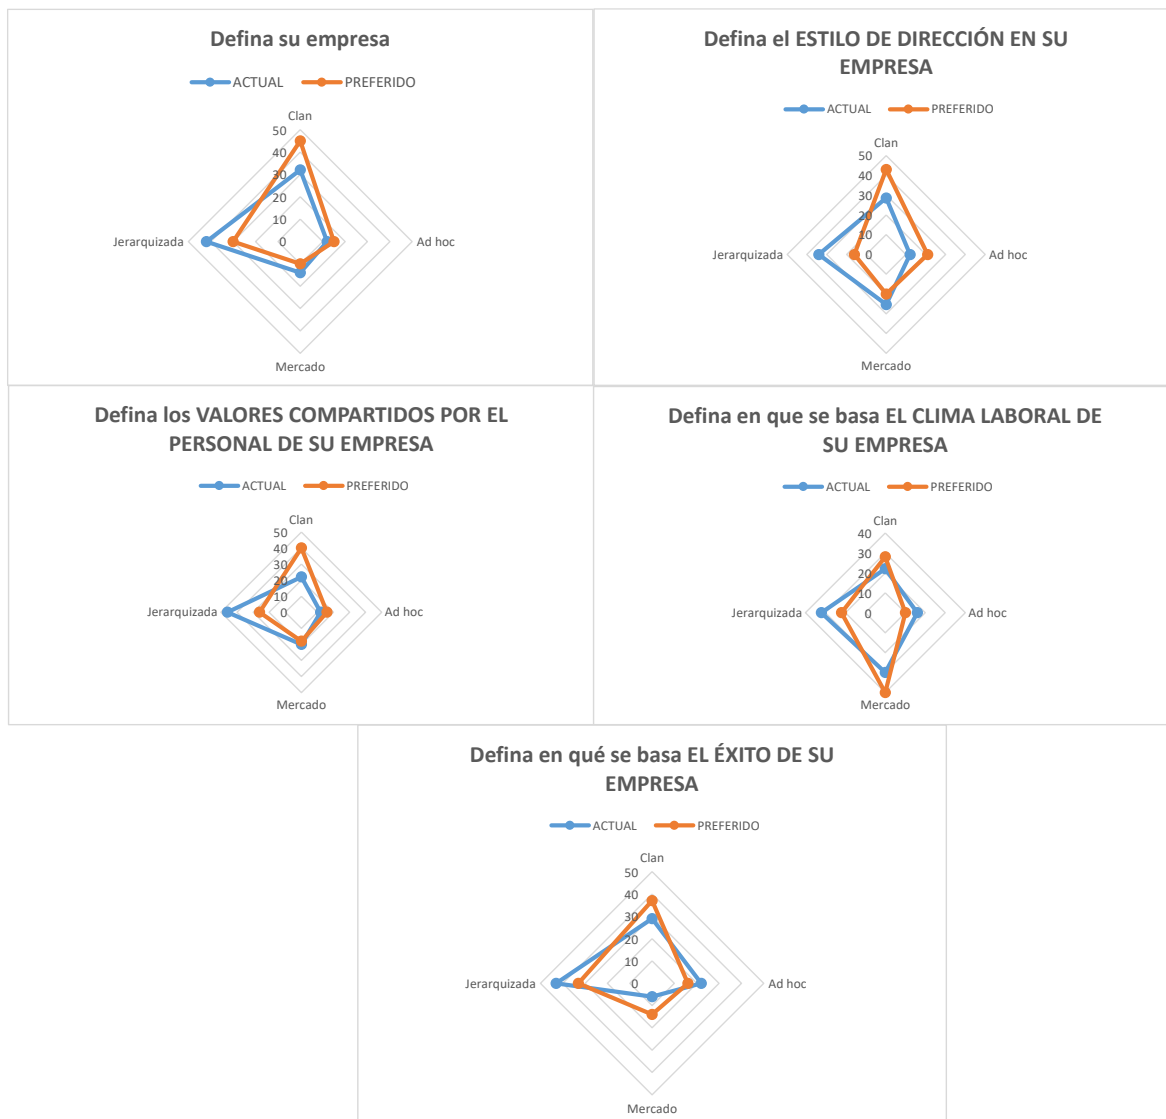 Defina su empresa
ACTUAL PREFERIDO
Clan
50
40
30
20
10
0
Jerarquizada
Ad hoc
Mercado
Defina el ESTILO DE DIRECCIÓN EN SU
EMPRESA
ACTUAL PREFERIDO
Clan
50
40
30
20
10
0
Jerarquizada
Ad hoc
Mercado
Defina los VALORES COMPARTIDOS POR EL
PERSONAL DE SU EMPRESA
ACTUAL PREFERIDO
Clan
50
40
30
20
10
0
Jerarquizada
Ad hoc
Mercado
Defina en que se basa EL CLIMA LABORAL DE
SU EMPRESA
ACTUAL PREFERIDO
Clan
40
30
20
10
0
Jerarquizada
Ad hoc
Mercado
Defina en qué se basa EL ÉXITO DE SU
EMPRESA
ACTUAL PREFERIDO
Clan
50
40
30
20
10
0
Jerarquizada
Ad hoc
Mercado